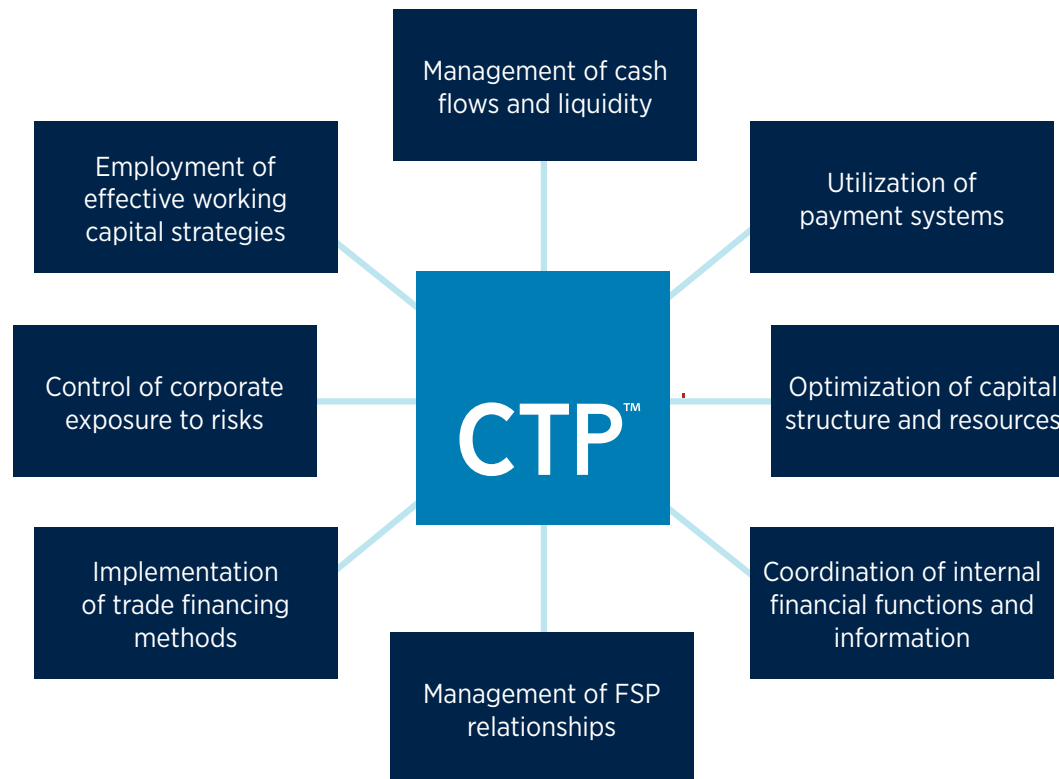 Management of cash
flows and liquidity
Employment of
effective working
capital strategies
Utilization of
payment systems
Control of corporate
exposure to risks
CTP™
Optimization of capital
structure and resources
Implementation
of trade financing
methods
Coordination of internal
financial functions and
information
Management of FSP
relationships